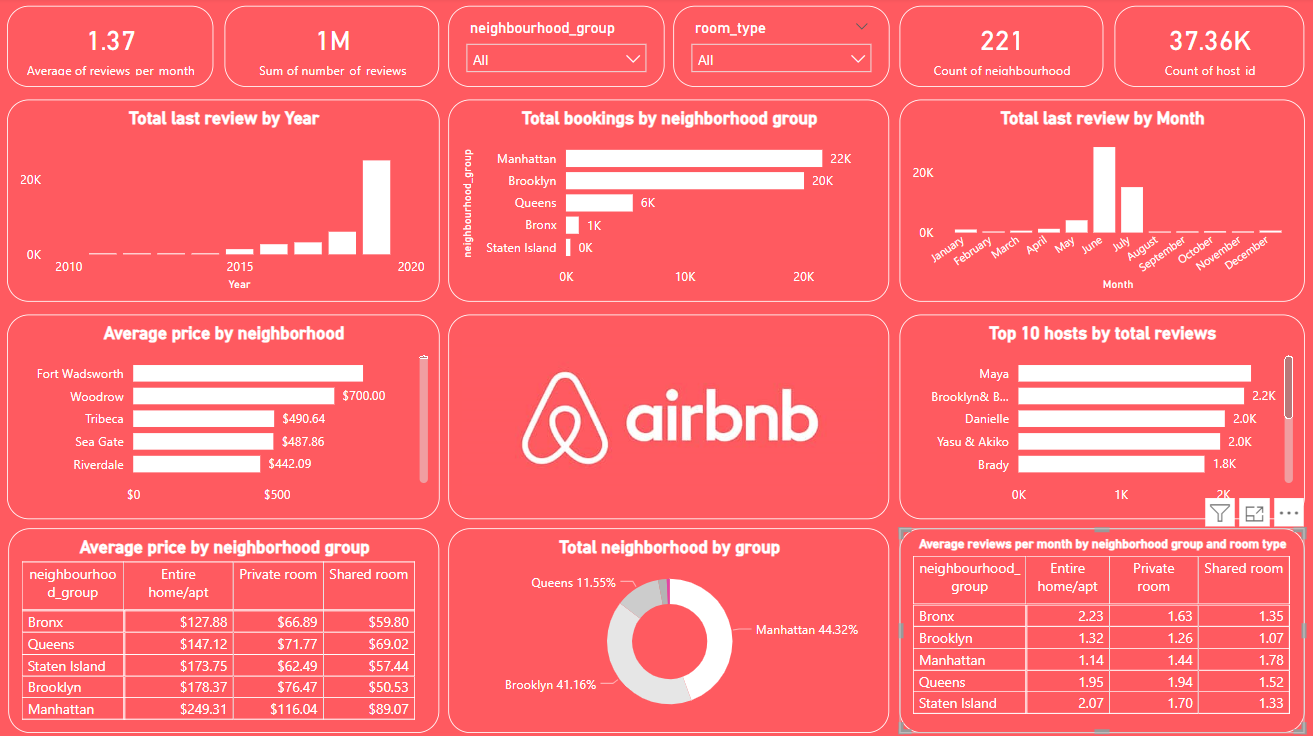 1.37
Average of reviews per month
1M
Sum of number of reviews
neighbourhood_group
All
room_type
All
221
Count of neighbourhood
37.36K
Count of host_id
Total last review by Year
20K
0K
2010 2015 2020
Year
Total bookings by neighborhood group
neighbourhood_group
Manhattan 22K
Brooklyn 20K
Queens 6K
Bronx 1K
Staten Island 0K
0K 10K 20K
Total last review by Month
20K
0K
January February March April May June July August September October November December
Month
Average price by neighborhood
Fort Wadsworth
Woodrow $700.00
Tribeca $490.64
Sea Gate $487.86
Riverdale $442.09
$0 $500
airbnb
Top 10 hosts by total reviews
Maya
Brooklyn& B... 2.2K
Danielle 2.0K
Yasu & Akiko 2.0K
Brady 1.8K
0K 1K 2K
Average price by neighborhood group
neighbourhoo Entire Private room Shared room
d_group home/apt
Bronx $127.88 $66.89 $59.80
Queens $147.12 $71.77 $69.02
Staten Island $173.75 $62.49 $57.44
Brooklyn $178.37 $76.47 $50.53
Manhattan $249.31 $116.04 $89.07
Total neighborhood by group
Queens 11.55%
Manhattan 44.32%
Brooklyn 41.16%
Average reviews per month by neighborhood group and room type
neighbourhood_ Entire Private Shared room
group home/apt room
Bronx 2.23 1.63 1.35
Brooklyn 1.32 1.26 1.07
Manhattan 1.14 1.44 1.78
Queens 1.95 1.94 1.52
Staten Island 2.07 1.70 1.33